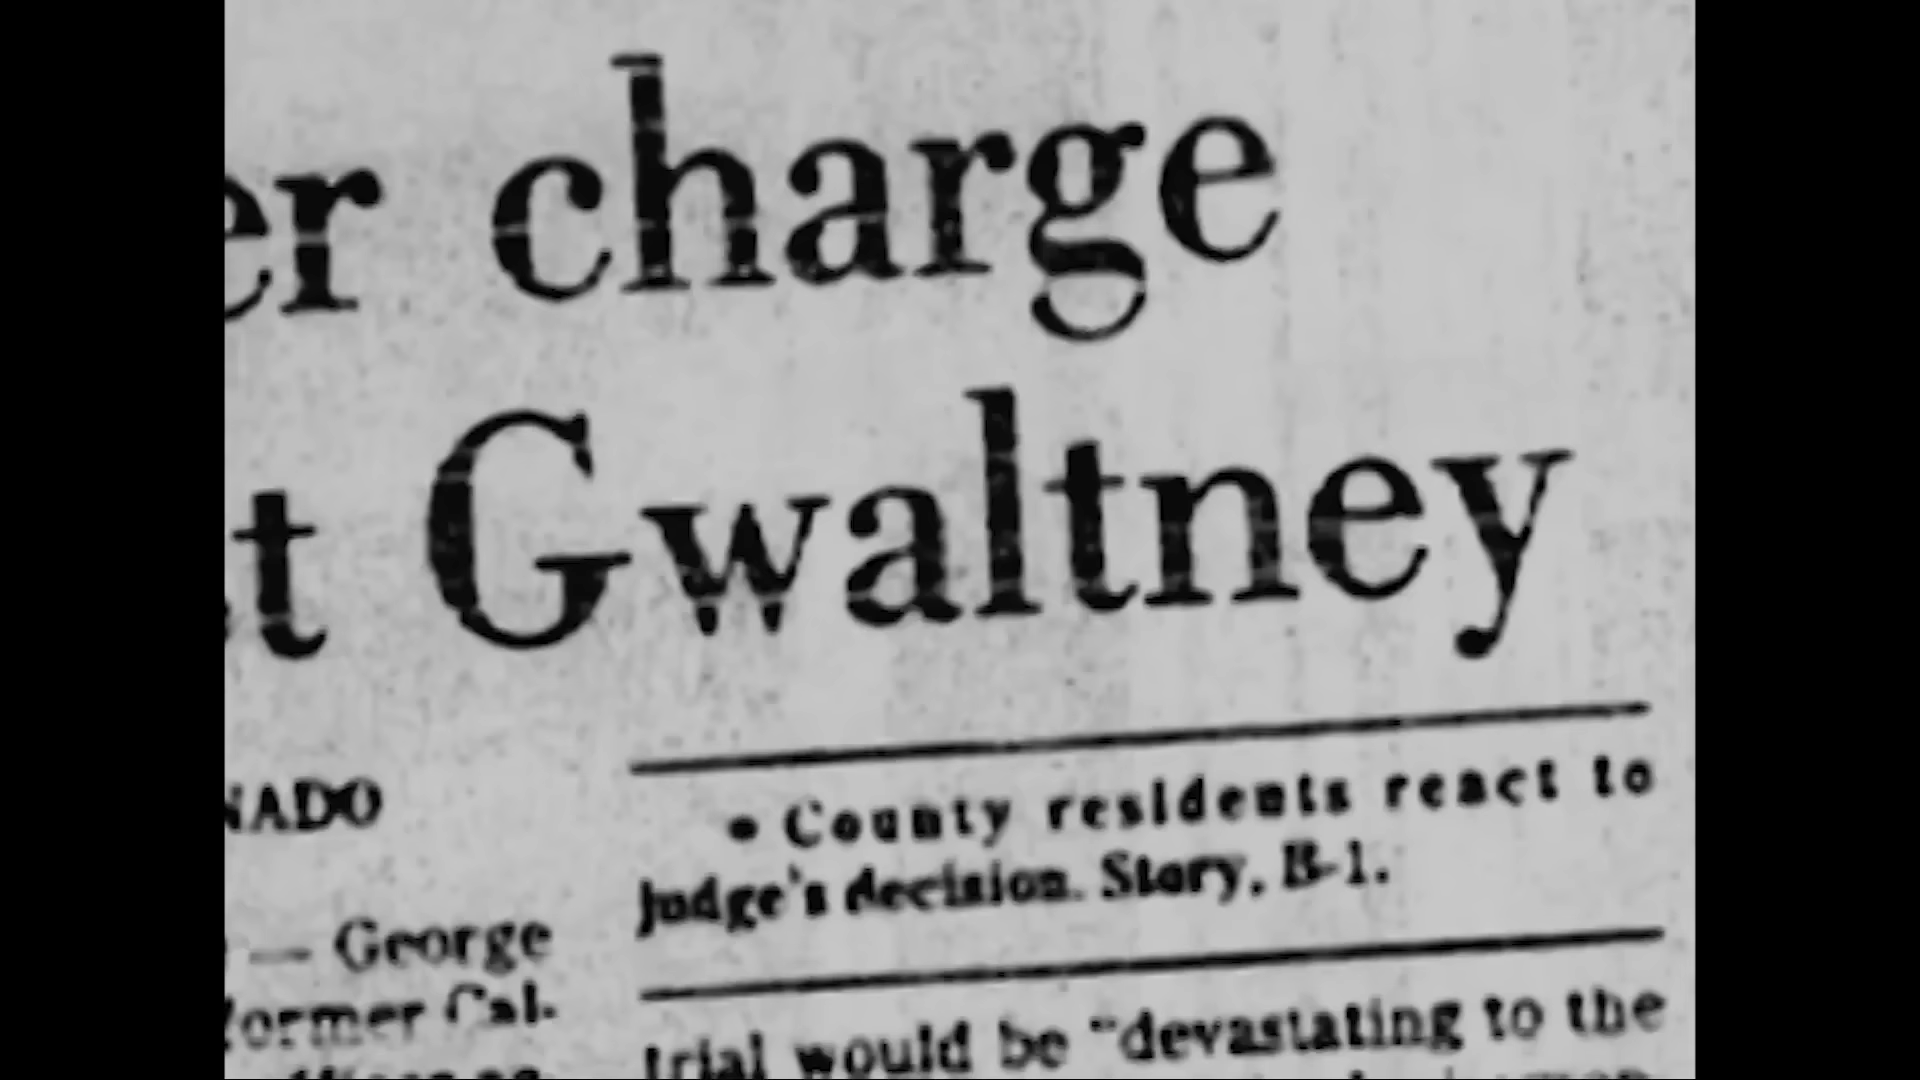 er charge
t Gwaltney
NADO
— George
former Cal-
• County residents react to
judge's decision. Story, B-1.
trial would be "devastating to the